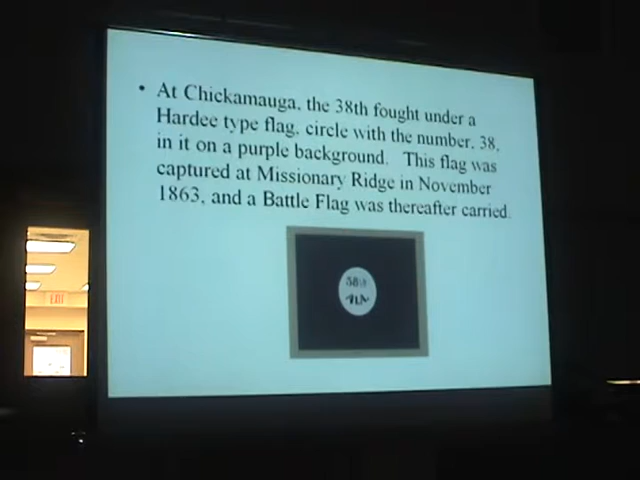 • At Chickamauga, the 38th fought under a
Hardee type flag, circle with the number, 38,
in it on a purple background. This flag was
captured at Missionary Ridge in November
1863, and a Battle Flag was thereafter carried.
38th
EXIT